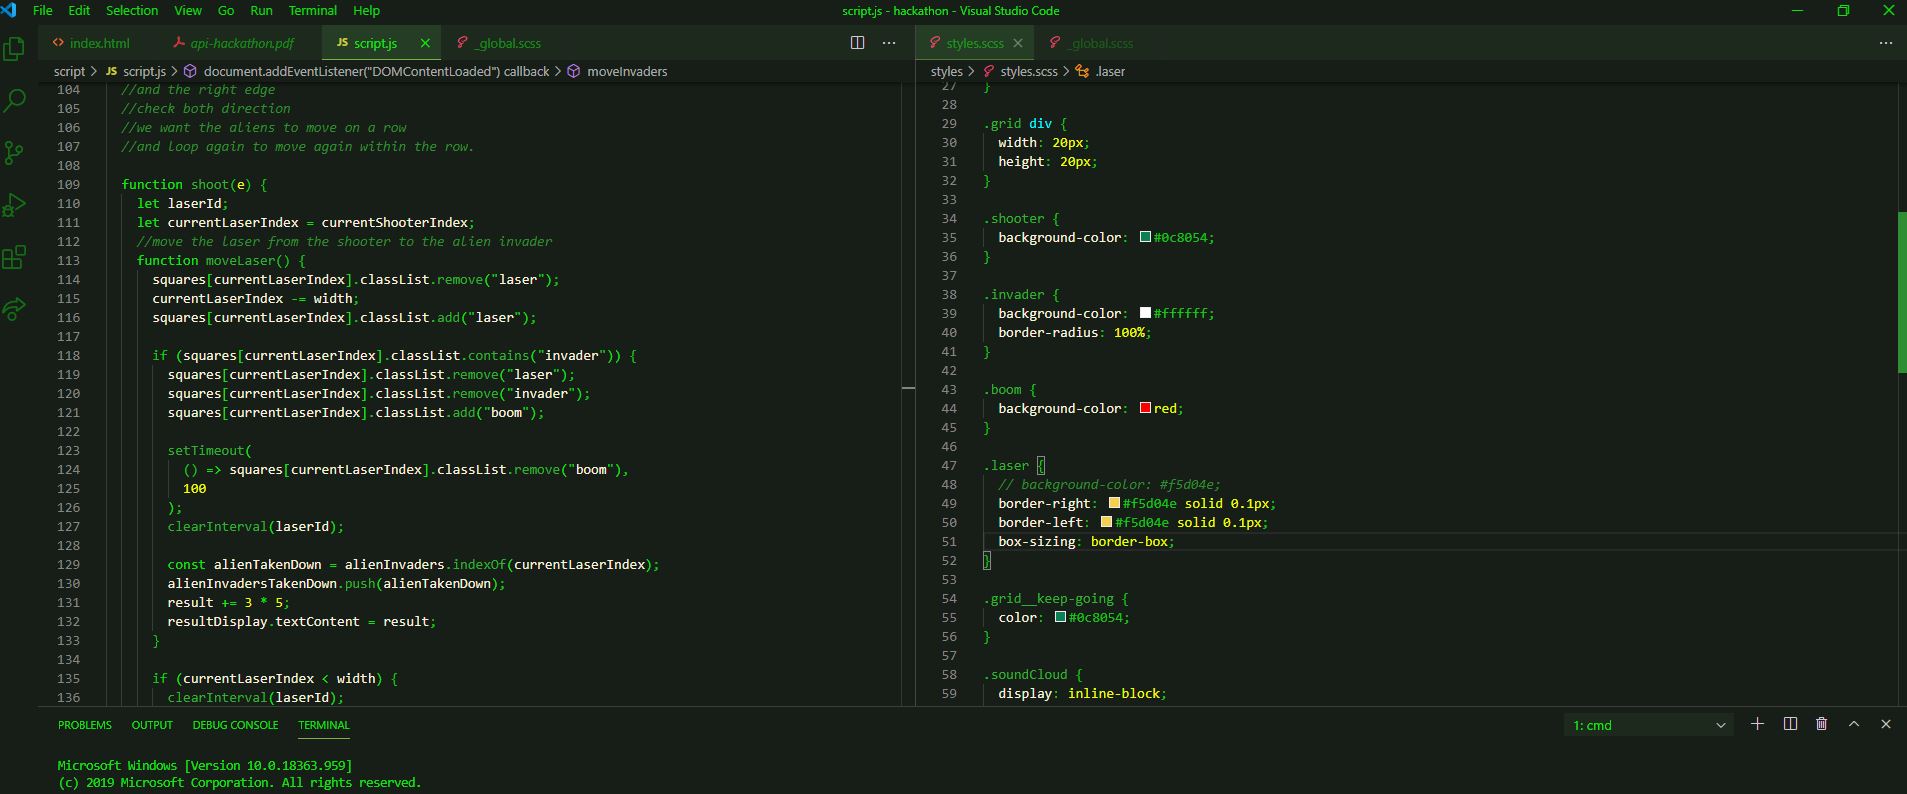 File Edit Selection View Go Run Terminal Help
script.js - hackathon - Visual Studio Code
index.html api-hackathon.pdf JS script.js _global.scss
script > JS script.js > document.addEventListener("DOMContentLoaded") callback > moveInvaders
104 //and the right edge
105 //check both direction
106 //we want the aliens to move on a row
107 //and loop again to move again within the row.
108
109 function shoot(e) {
110 let laserId;
111 let currentLaserIndex = currentShooterIndex;
112 //move the laser from the shooter to the alien invader
113 function moveLaser() {
114 squares[currentLaserIndex].classList.remove("laser");
115 currentLaserIndex -= width;
116 squares[currentLaserIndex].classList.add("laser");
117
118 if (squares[currentLaserIndex].classList.contains("invader")) {
119 squares[currentLaserIndex].classList.remove("laser");
120 squares[currentLaserIndex].classList.remove("invader");
121 squares[currentLaserIndex].classList.add("boom");
122
123 setTimeout(
124 () => squares[currentLaserIndex].classList.remove("boom"),
125 100
126 );
127 clearInterval(laserId);
128
129 const alienTakenDown = alienInvaders.indexOf(currentLaserIndex);
130 alienInvadersTakenDown.push(alienTakenDown);
131 result += 3 * 5;
132 resultDisplay.textContent = result;
133 }
134
135 if (currentLaserIndex < width) {
136 clearInterval(laserId);
styles.scss _global.scss
styles > styles.scss > .laser
27 }
28
29 .grid div {
30 width: 20px;
31 height: 20px;
32 }
33
34 .shooter {
35 background-color: #0c8054;
36 }
37
38 .invader {
39 background-color: #ffffff;
40 border-radius: 100%;
41 }
42
43 .boom {
44 background-color: red;
45 }
46
47 .laser {
48 // background-color: #f5d04e;
49 border-right: #f5d04e solid 0.1px;
50 border-left: #f5d04e solid 0.1px;
51 box-sizing: border-box;
52 }
53
54 .grid__keep-going {
55 color: #0c8054;
56 }
57
58 .soundCloud {
59 display: inline-block;
PROBLEMS OUTPUT DEBUG CONSOLE TERMINAL
1: cmd
Microsoft Windows [Version 10.0.18363.959]
(c) 2019 Microsoft Corporation. All rights reserved.